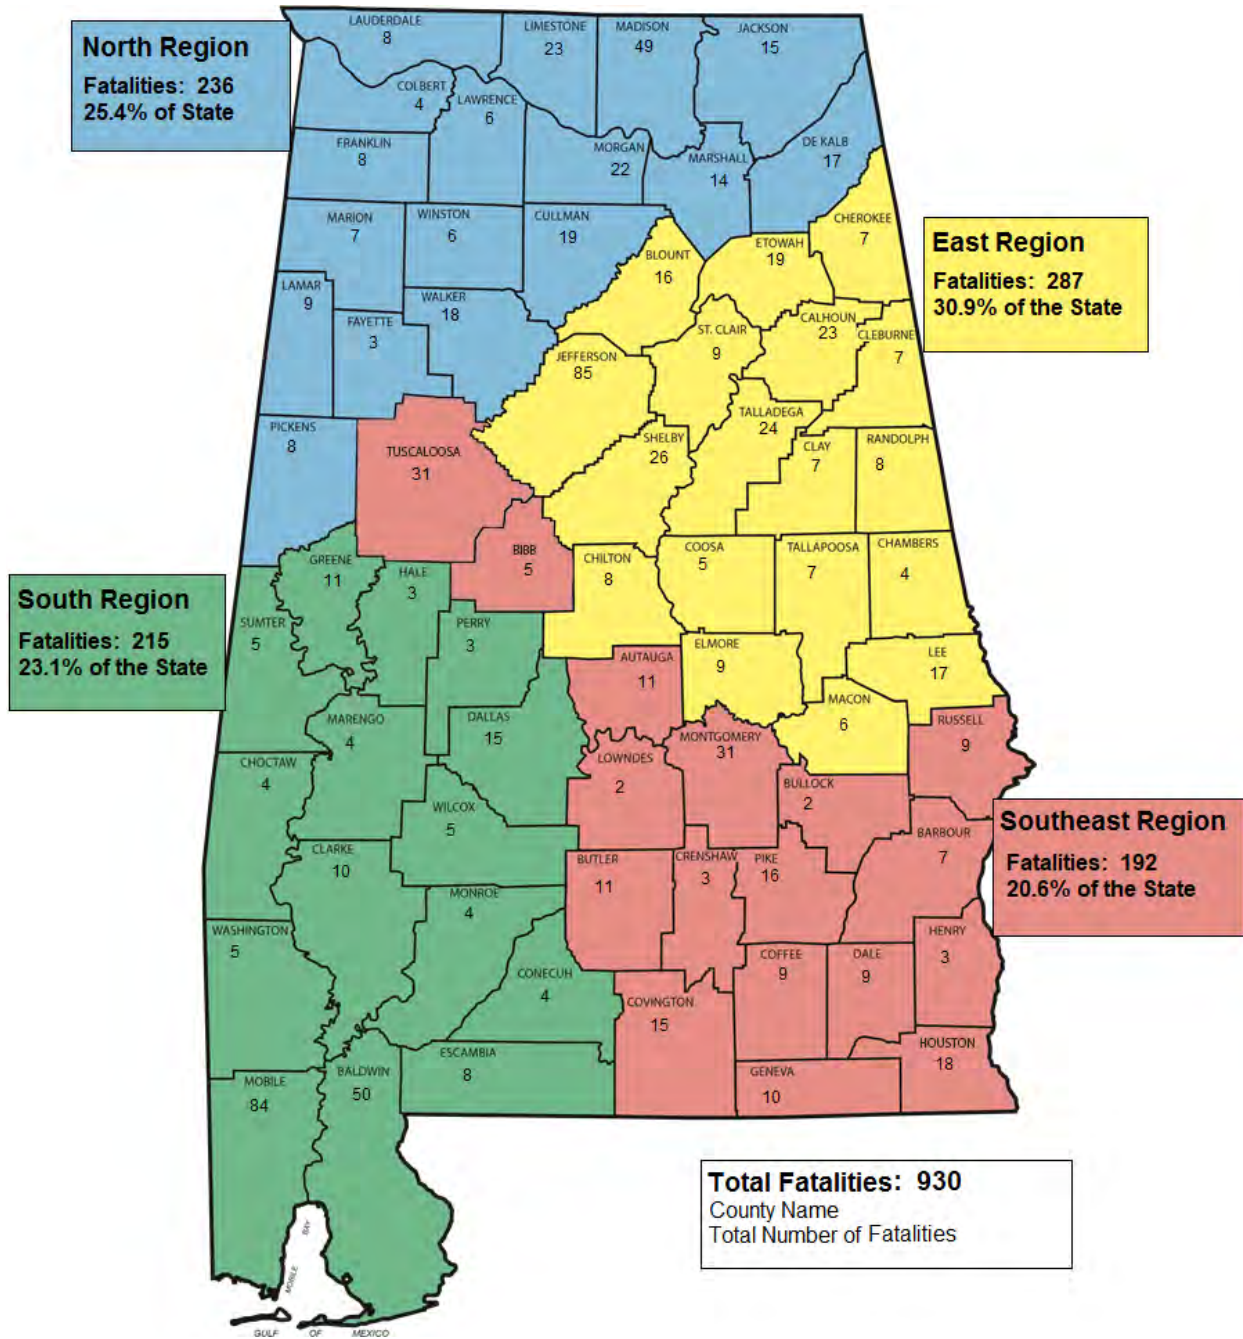 LAUDERDALE
8
LIMESTONE
23
MADISON
49
JACKSON
15
North Region
Fatalities: 236
25.4% of State
COLBERT
4
LAWRENCE
6
FRANKLIN
8
MORGAN
22
MARSHALL
14
DE KALB
17
MARION
7
WINSTON
6
CULLMAN
19
CHEROKEE
7
ETOWAH
19
BLOUNT
16
East Region
Fatalities: 287
30.9% of the State
LAMAR
9
WALKER
18
FAYETTE
3
ST. CLAIR
9
CALHOUN
23
CLEBURNE
7
JEFFERSON
85
TALLADEGA
24
PICKENS
8
TUSCALOOSA
31
SHELBY
26
CLAY
7
RANDOLPH
8
GREENE
11
HALE
3
BIBB
5
CHILTON
8
COOSA
5
TALLAPOOSA
7
CHAMBERS
4
South Region
Fatalities: 215
23.1% of the State
SUMTER
5
PERRY
3
AUTAUGA
11
ELMORE
9
LEE
17
MACON
6
MARENGO
4
DALLAS
15
MONTGOMERY
31
RUSSELL
9
CHOCTAW
4
LOWNDES
2
BULLOCK
2
WILCOX
5
Southeast Region
Fatalities: 192
20.6% of the State
CLARKE
10
BUTLER
11
CRENSHAW
3
PIKE
16
BARBOUR
7
MONROE
4
WASHINGTON
5
HENRY
3
CONECUH
4
COFFEE
9
DALE
9
COVINGTON
15
ESCAMBIA
8
HOUSTON
18
MOBILE
84
BALDWIN
50
GENEVA
10
Total Fatalities: 930
County Name
Total Number of Fatalities
MOBILE BAY
GULF OF MEXICO